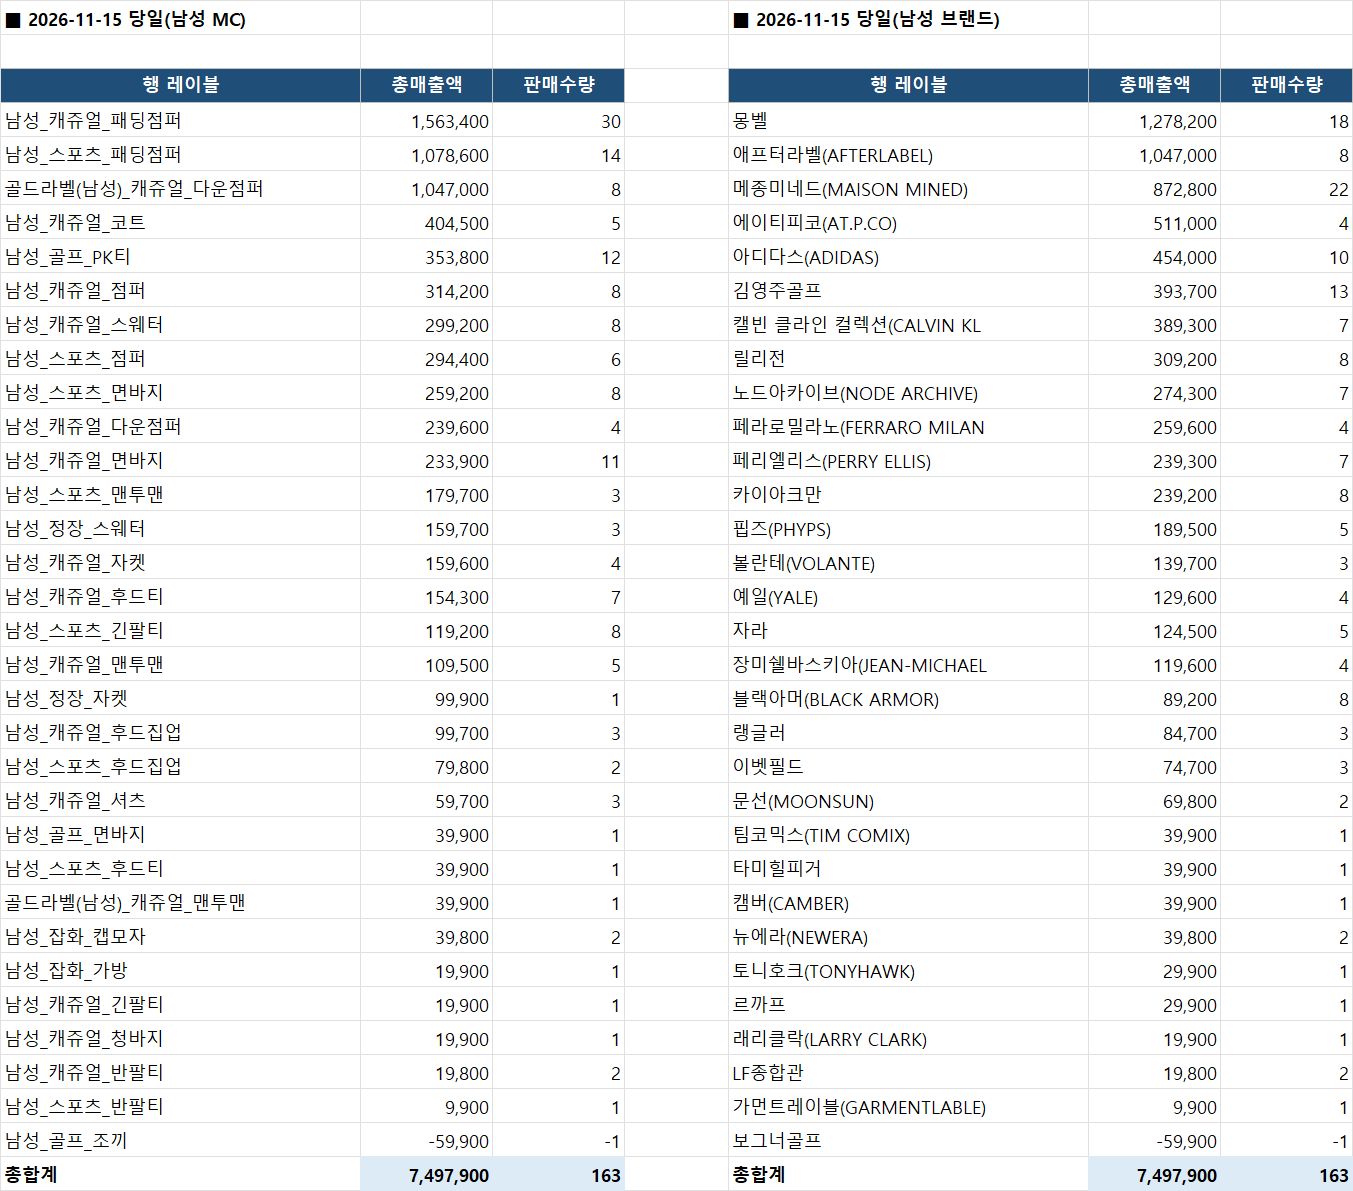 ■ 2026-11-15 당일(남성 MC)
행 레이블 총매출액 판매수량
남성_캐쥬얼_패딩점퍼 1,563,400 30
남성_스포츠_패딩점퍼 1,078,600 14
골드라벨(남성)_캐쥬얼_다운점퍼 1,047,000 8
남성_캐쥬얼_코트 404,500 5
남성_골프_PK티 353,800 12
남성_캐쥬얼_점퍼 314,200 8
남성_캐쥬얼_스웨터 299,200 8
남성_스포츠_점퍼 294,400 6
남성_스포츠_면바지 259,200 8
남성_캐쥬얼_다운점퍼 239,600 4
남성_캐쥬얼_면바지 233,900 11
남성_스포츠_맨투맨 179,700 3
남성_정장_스웨터 159,700 3
남성_캐쥬얼_자켓 159,600 4
남성_캐쥬얼_후드티 154,300 7
남성_스포츠_긴팔티 119,200 8
남성_캐쥬얼_맨투맨 109,500 5
남성_정장_자켓 99,900 1
남성_캐쥬얼_후드집업 99,700 3
남성_스포츠_후드집업 79,800 2
남성_캐쥬얼_셔츠 59,700 3
남성_골프_면바지 39,900 1
남성_스포츠_후드티 39,900 1
골드라벨(남성)_캐쥬얼_맨투맨 39,900 1
남성_잡화_캡모자 39,800 2
남성_잡화_가방 19,900 1
남성_캐쥬얼_긴팔티 19,900 1
남성_캐쥬얼_청바지 19,900 1
남성_캐쥬얼_반팔티 19,800 2
남성_스포츠_반팔티 9,900 1
남성_골프_조끼 -59,900 -1
총합계 7,497,900 163
■ 2026-11-15 당일(남성 브랜드)
행 레이블 총매출액 판매수량
몽벨 1,278,200 18
애프터라벨(AFTERLABEL) 1,047,000 8
메종미네드(MAISON MINED) 872,800 22
에이티피코(AT.P.CO) 511,000 4
아디다스(ADIDAS) 454,000 10
김영주골프 393,700 13
캘빈 클라인 컬렉션(CALVIN KL 389,300 7
릴리전 309,200 8
노드아카이브(NODE ARCHIVE) 274,300 7
페라로밀라노(FERRARO MILAN 259,600 4
페리엘리스(PERRY ELLIS) 239,300 7
카이아크만 239,200 8
핍즈(PHYPS) 189,500 5
볼란테(VOLANTE) 139,700 3
예일(YALE) 129,600 4
자라 124,500 5
장미쉘바스키아(JEAN-MICHAEL 119,600 4
블랙아머(BLACK ARMOR) 89,200 8
랭글러 84,700 3
이벳필드 74,700 3
문선(MOONSUN) 69,800 2
팀코믹스(TIM COMIX) 39,900 1
타미힐피거 39,900 1
캠버(CAMBER) 39,900 1
뉴에라(NEWERA) 39,800 2
토니호크(TONYHAWK) 29,900 1
르까프 29,900 1
래리클락(LARRY CLARK) 19,900 1
LF종합관 19,800 2
가먼트레이블(GARMENTLABLE) 9,900 1
보그너골프 -59,900 -1
총합계 7,497,900 163